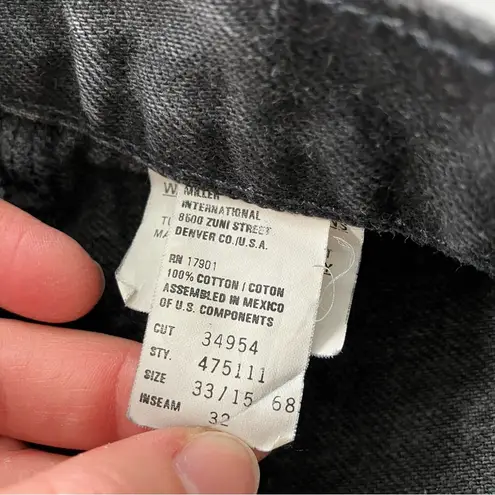 MILLER
INTERNATIONAL
8500 ZUNI STREET
DENVER CO./U.S.A.
RN 17901
100% COTTON / COTON
ASSEMBLED IN MEXICO
OF U.S. COMPONENTS
CUT 34954
STY. 475111
SIZE 33/15 68
INSEAM 32